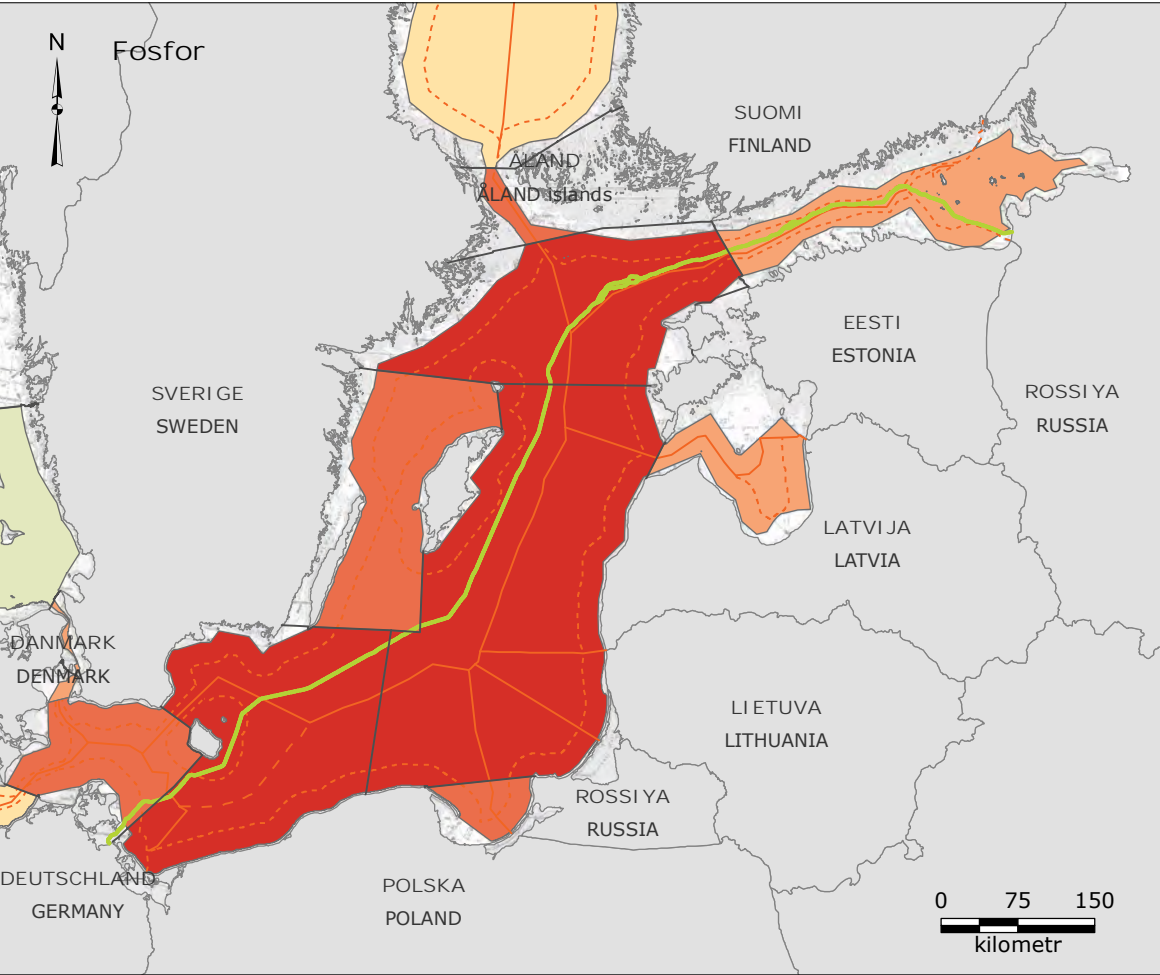 N
Fosfor
SUOMI
FINLAND
ÅLAND
ÅLAND islands
EESTI
ESTONIA
SVERIGE
SWEDEN
ROSSIYA
RUSSIA
LATVIJA
LATVIA
DANMARK
DENMARK
LIETUVA
LITHUANIA
ROSSIYA
RUSSIA
DEUTSCHLAND
GERMANY
POLSKA
POLAND
0 75 150
kilometr